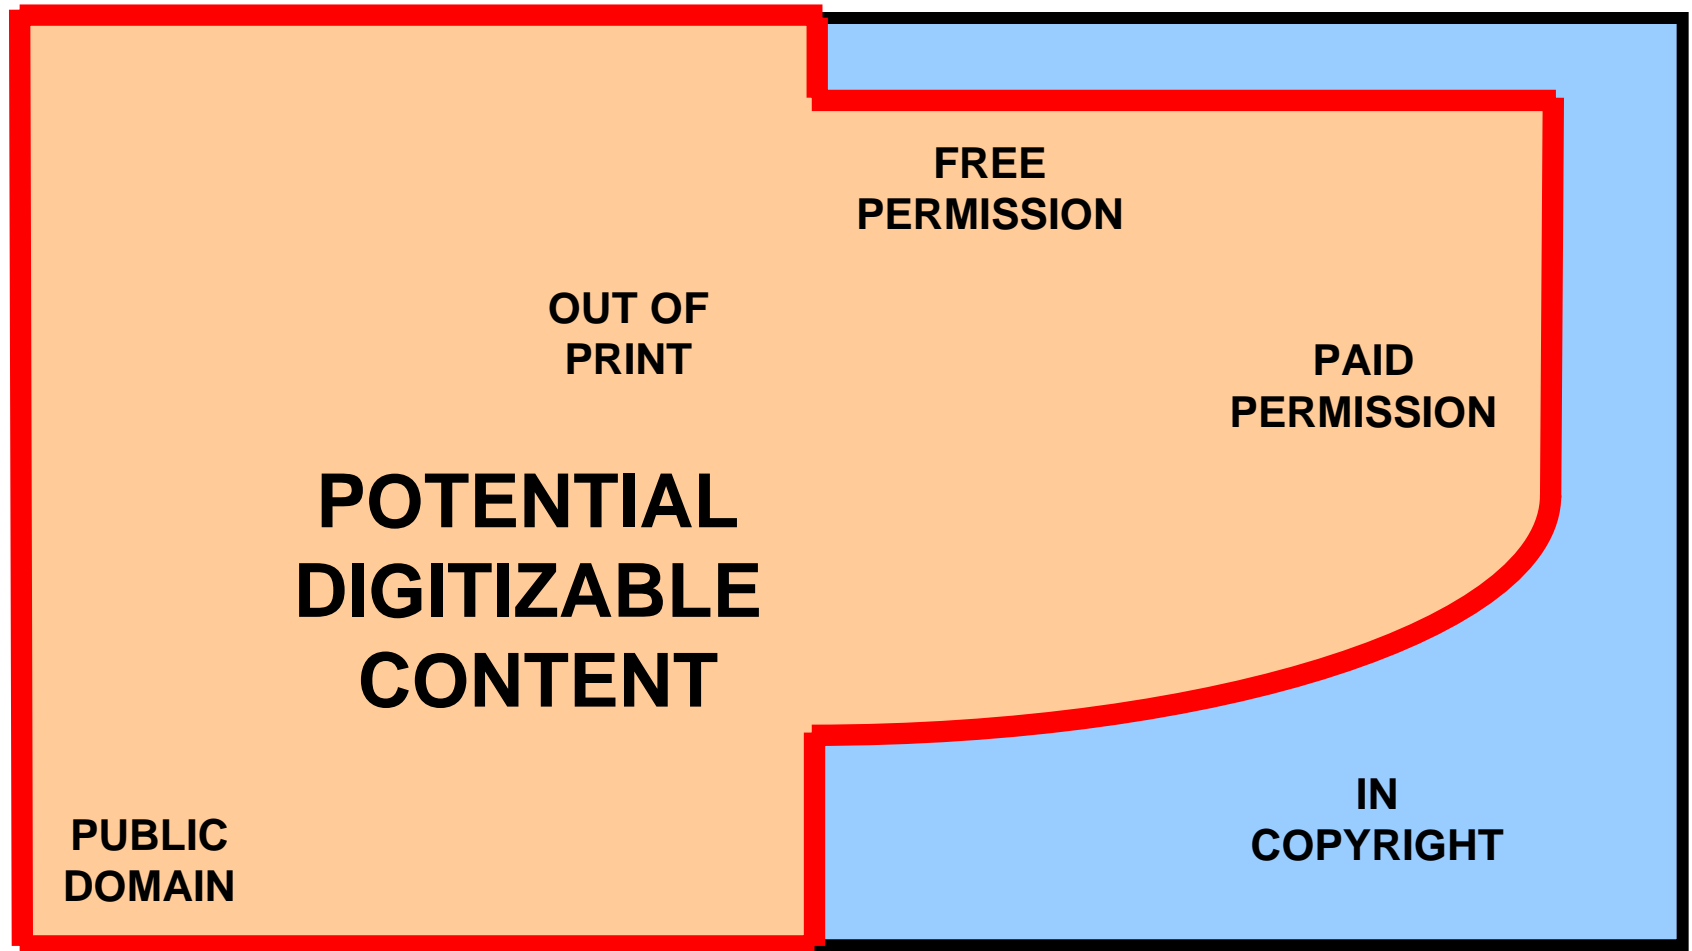 FREE
PERMISSION
OUT OF
PRINT
PAID
PERMISSION
POTENTIAL
DIGITIZABLE
CONTENT
PUBLIC
DOMAIN
IN
COPYRIGHT